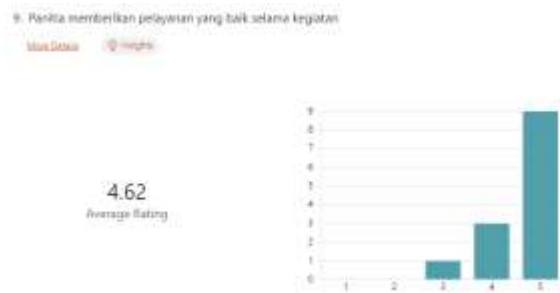 9. Panitia memberikan pelayanan yang baik selama kegiatan
More Details
Insights
4.62
Average Rating
9
8
7
6
5
4
3
2
1
0
1 2 3 4 5